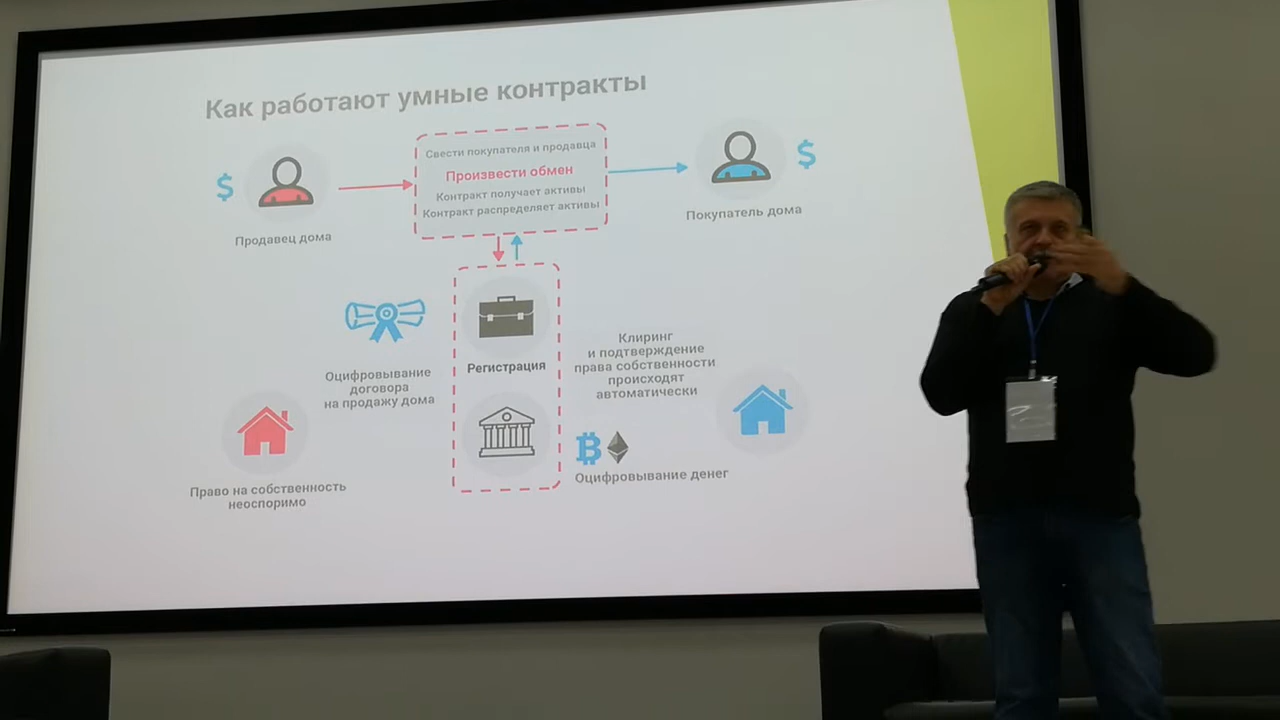 Как работают умные контракты
$
Продавец дома
Свести покупателя и продавца
Произвести обмен
Контракт получает активы
Контракт распределяет активы
$
Покупатель дома
Оцифровывание
договора
на продажу дома
Регистрация
Клиринг
и подтверждение
права собственности
происходят
автоматически
Право на собственность
неоспоримо
Оцифровывание денег